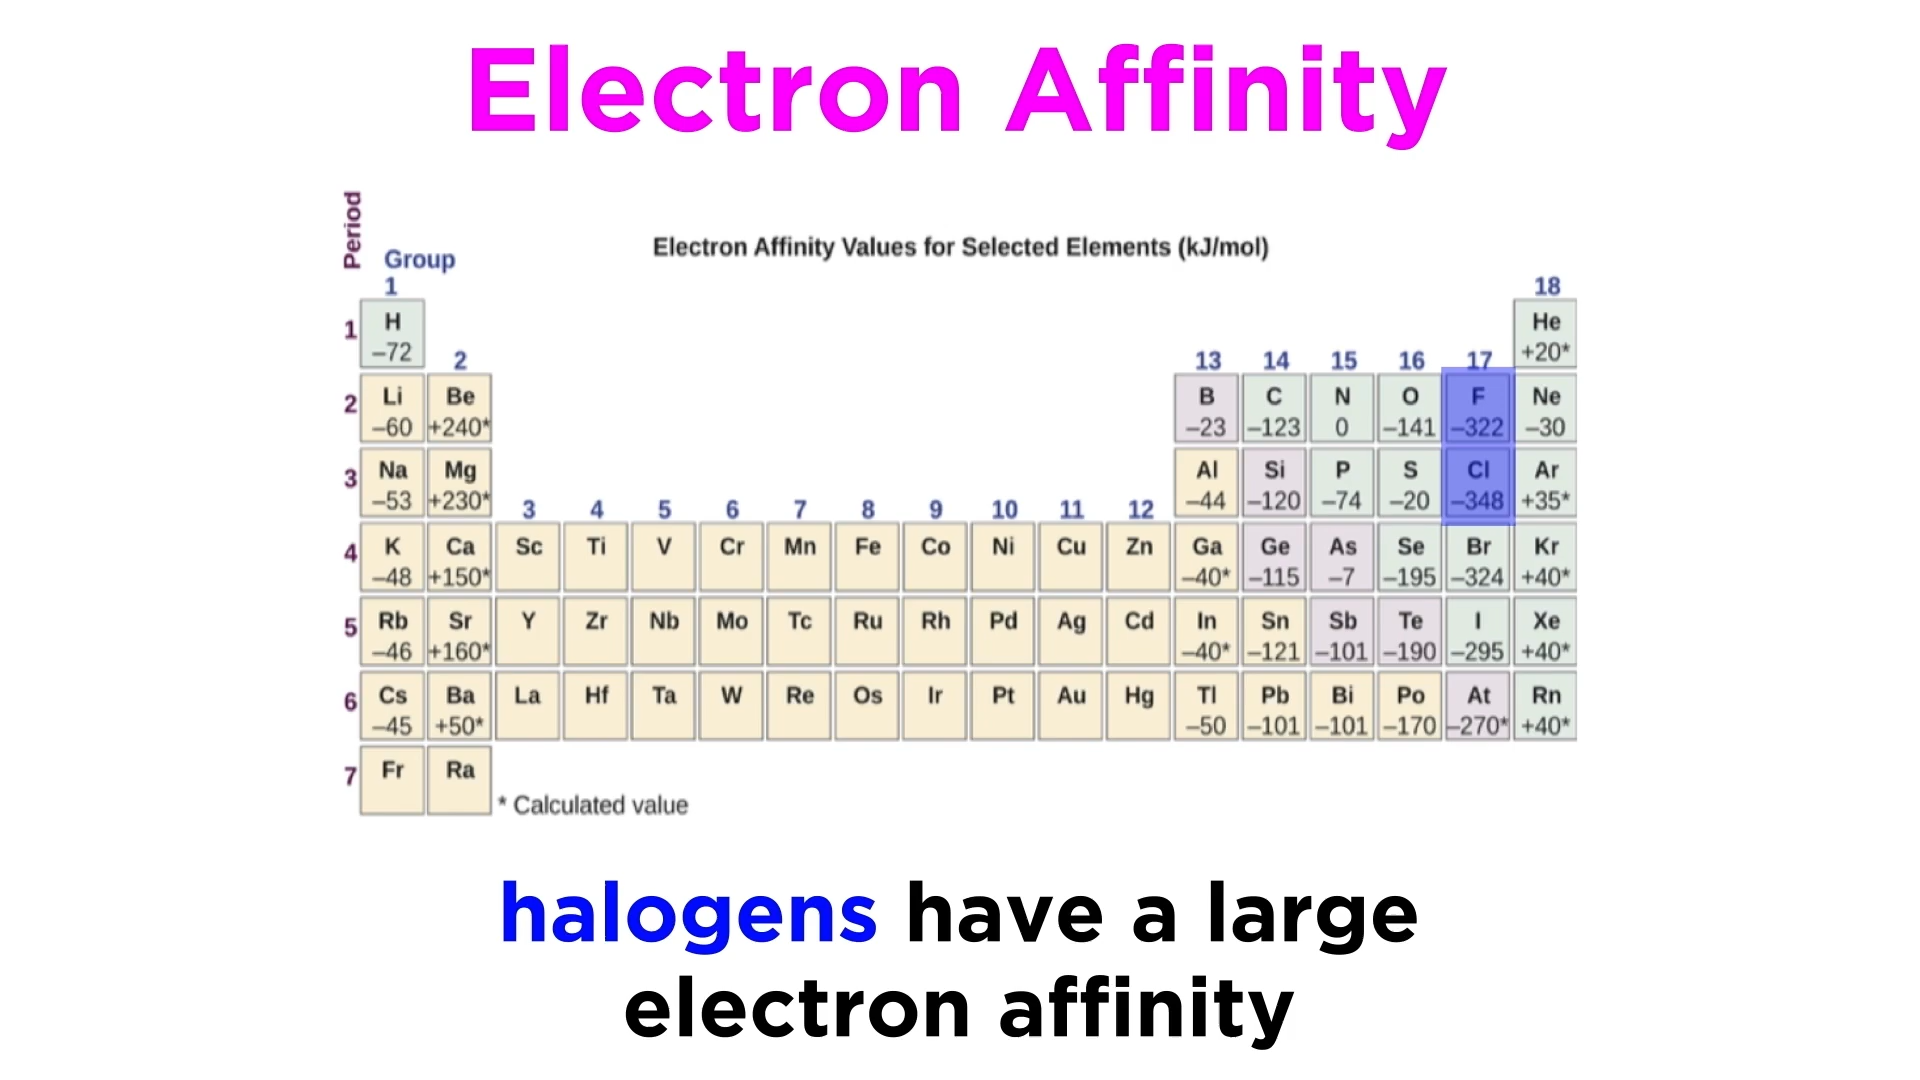 Electron Affinity
Period
Electron Affinity Values for Selected Elements (kJ/mol)
Group
1 18
1 H He
–72 2 13 14 15 16 17 +20*
2 Li Be B C N O F Ne
–60 +240* –23 –123 0 –141 –322 –30
3 Na Mg Al Si P S Cl Ar
–53 +230* 3 4 5 6 7 8 9 10 11 12 –44 –120 –74 –20 –348 +35*
4 K Ca Sc Ti V Cr Mn Fe Co Ni Cu Zn Ga Ge As Se Br Kr
–48 +150* –40* –115 –7 –195 –324 +40*
5 Rb Sr Y Zr Nb Mo Tc Ru Rh Pd Ag Cd In Sn Sb Te I Xe
–46 +160* –40* –121 –101 –190 –295 +40*
6 Cs Ba La Hf Ta W Re Os Ir Pt Au Hg Tl Pb Bi Po At Rn
–45 +50* –50 –101 –101 –170 –270* +40*
7 Fr Ra
* Calculated value
halogens have a large
electron affinity